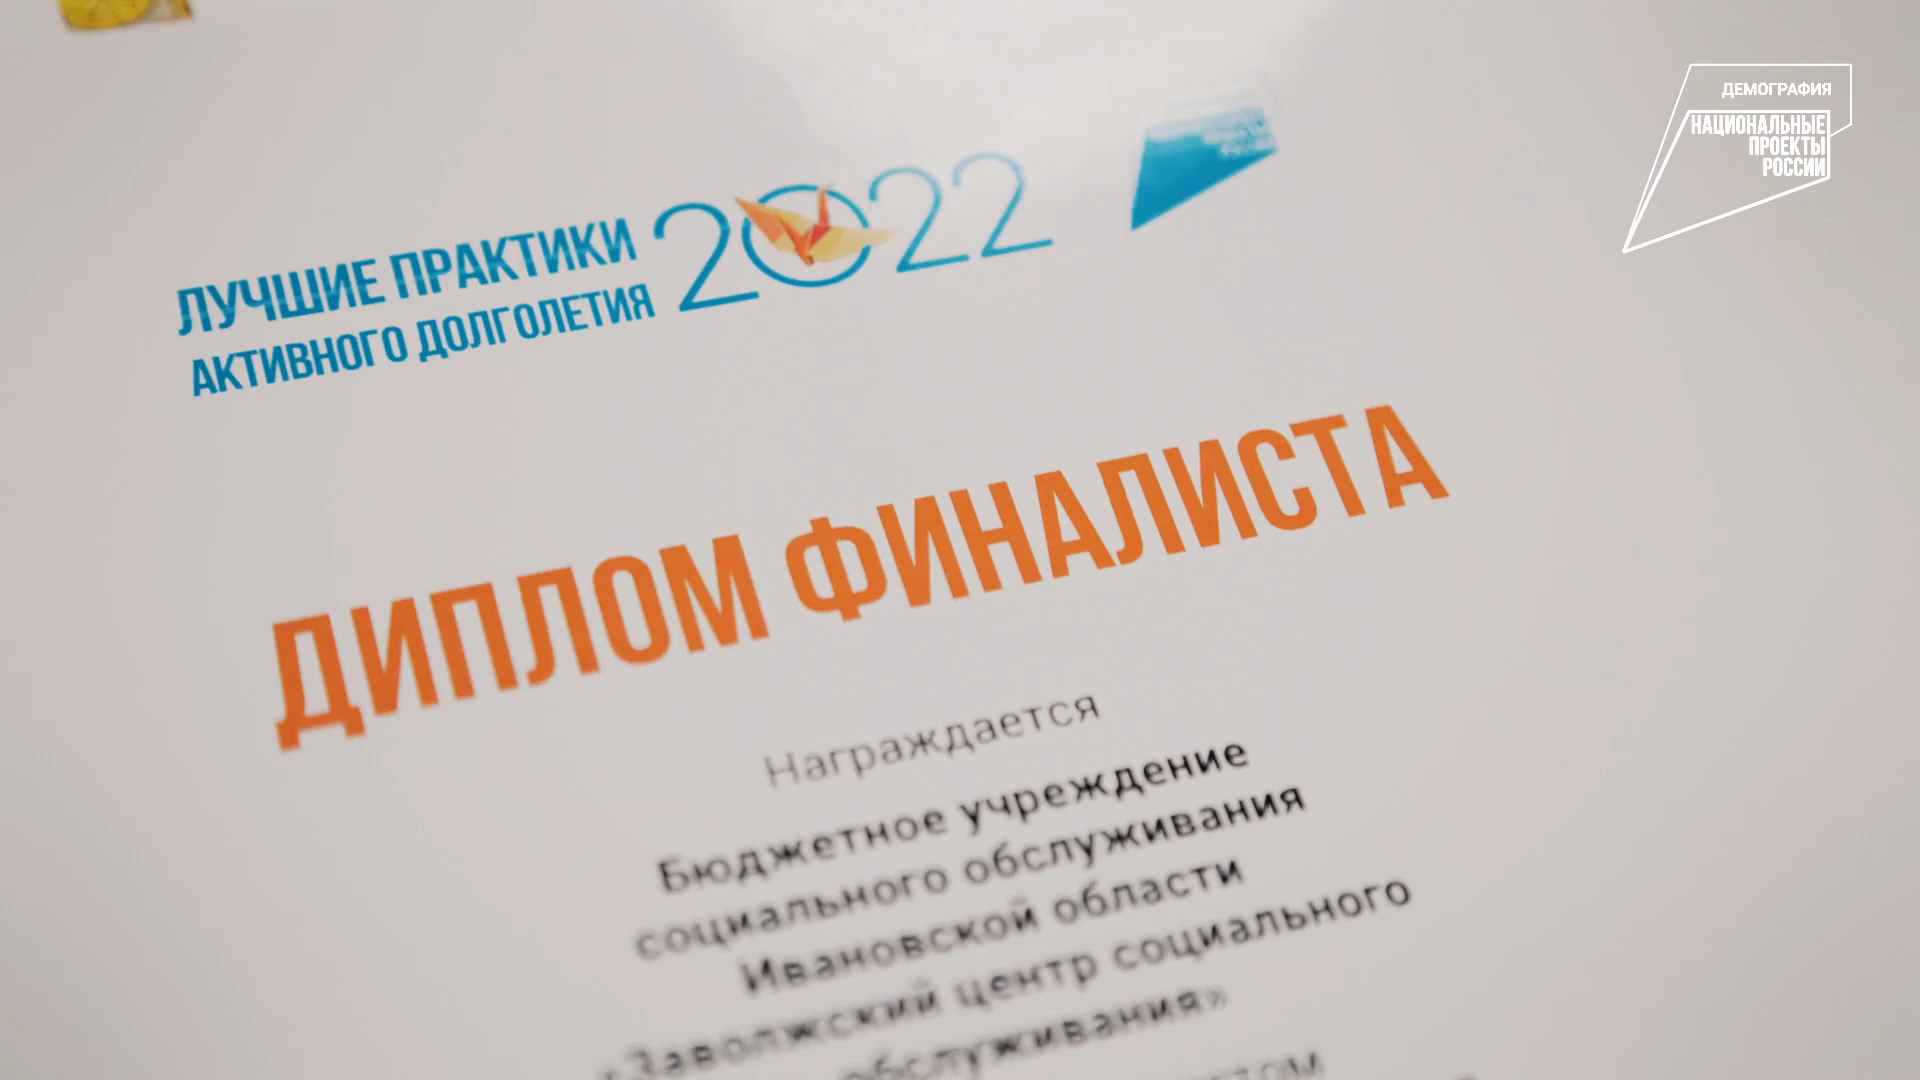 ДЕМОГРАФИЯ
НАЦИОНАЛЬНЫЕ
ПРОЕКТЫ
РОССИИ
ЛУЧШИЕ ПРАКТИКИ
АКТИВНОГО ДОЛГОЛЕТИЯ
2022
ДИПЛОМ ФИНАЛИСТА
Награждается
Бюджетное учреждение
социального обслуживания
Ивановской области
«Заволжский центр социального
обслуживания»